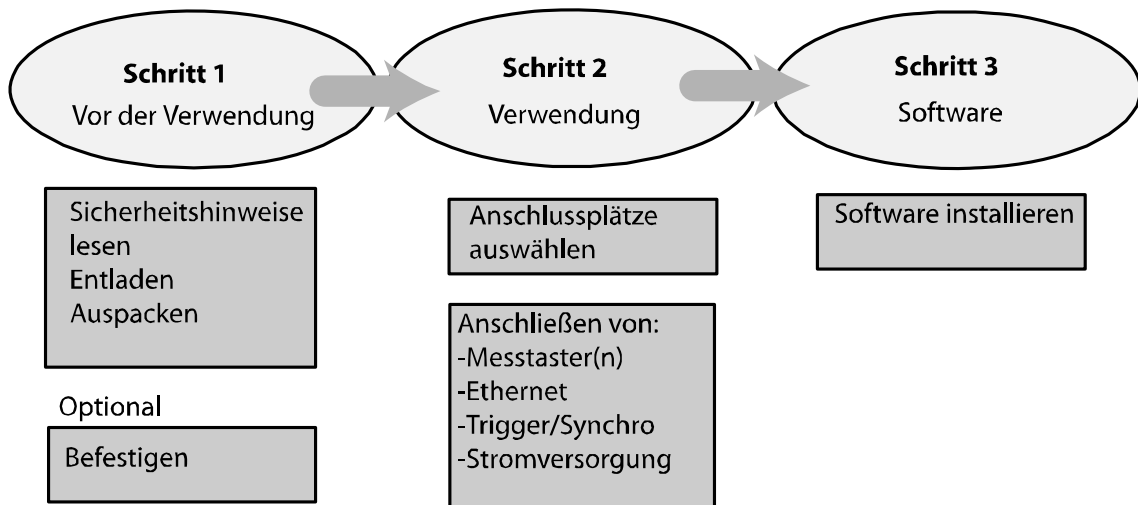 Schritt 1
Vor der Verwendung
Sicherheitshinweise
lesen
Entladen
Auspacken
Optional
Befestigen
Schritt 2
Verwendung
Anschlussplätze
auswählen
Anschließen von:
-Messtaster(n)
-Ethernet
-Trigger/Synchro
-Stromversorgung
Schritt 3
Software
Software installieren